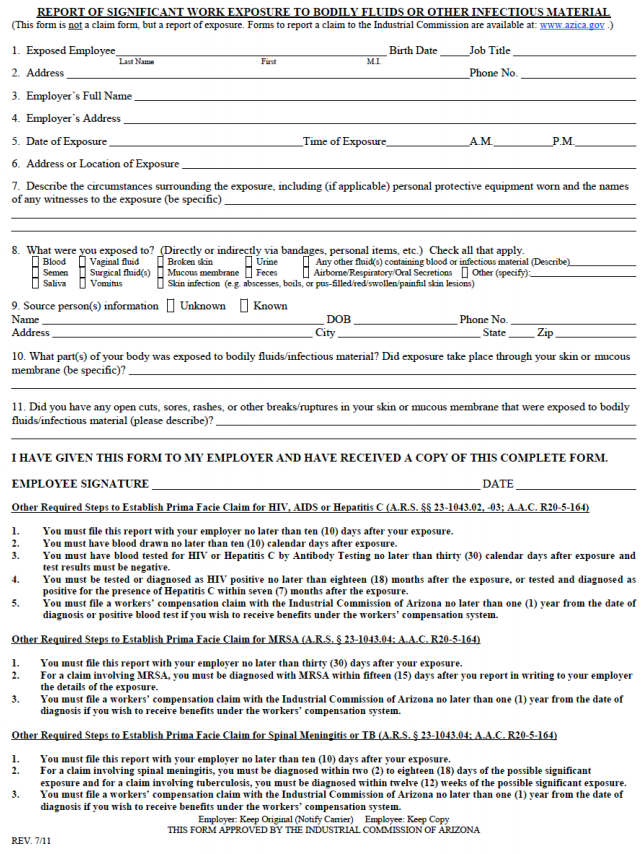 REPORT OF SIGNIFICANT WORK EXPOSURE TO BODILY FLUIDS OR OTHER INFECTIOUS MATERIAL
(This form is not a claim form, but a report of exposure. Forms to report a claim to the Industrial Commission are available at: www.azica.gov .)
1. Exposed Employee Birth Date Job Title
Last Name First M.I.
2. Address Phone No.
3. Employer's Full Name
4. Employer's Address
5. Date of Exposure Time of Exposure A.M. P.M.
6. Address or Location of Exposure
7. Describe the circumstances surrounding the exposure, including (if applicable) personal protective equipment worn and the names
of any witnesses to the exposure (be specific)
8. What were you exposed to? (Directly or indirectly via bandages, personal items, etc.) Check all that apply.
Blood Vaginal fluid Broken skin Urine Any other fluid(s) containing blood or infectious material (Describe)
Semen Surgical fluid(s) Mucous membrane Feces Airborne/Respiratory/Oral Secretions Other (specify):
Saliva Vomitus Skin infection (e.g. abscesses, boils, or pus-filled/red/swollen/painful skin lesions)
9. Source person(s) information Unknown Known
Name DOB Phone No.
Address City State Zip
10. What part(s) of your body was exposed to bodily fluids/infectious material? Did exposure take place through your skin or mucous
membrane (be specific)?
11. Did you have any open cuts, sores, rashes, or other breaks/ruptures in your skin or mucous membrane that were exposed to bodily
fluids/infectious material (please describe)?
I HAVE GIVEN THIS FORM TO MY EMPLOYER AND HAVE RECEIVED A COPY OF THIS COMPLETE FORM.
EMPLOYEE SIGNATURE DATE
Other Required Steps to Establish Prima Facie Claim for HIV, AIDS or Hepatitis C (A.R.S. §§ 23-1043.02, -03; A.A.C. R20-5-164)
1. You must file this report with your employer no later than ten (10) days after your exposure.
2. You must have blood drawn no later than ten (10) calendar days after exposure.
3. You must have blood tested for HIV or Hepatitis C by Antibody Testing no later than thirty (30) calendar days after exposure and
test results must be negative.
4. You must be tested or diagnosed as HIV positive no later than eighteen (18) months after the exposure, or tested and diagnosed as
positive for the presence of Hepatitis C within seven (7) months after the exposure.
5. You must file a workers' compensation claim with the Industrial Commission of Arizona no later than one (1) year from the date of
diagnosis or positive blood test if you wish to receive benefits under the workers' compensation system.
Other Required Steps to Establish Prima Facie Claim for MRSA (A.R.S. § 23-1043.04; A.A.C. R20-5-164)
1. You must file this report with your employer no later than thirty (30) days after your exposure.
2. For a claim involving MRSA, you must be diagnosed with MRSA within fifteen (15) days after you report in writing to your employer
the details of the exposure.
3. You must file a workers' compensation claim with the Industrial Commission of Arizona no later than one (1) year from the date of
diagnosis if you wish to receive benefits under the workers' compensation system.
Other Required Steps to Establish Prima Facie Claim for Spinal Meningitis or TB (A.R.S. § 23-1043.04; A.A.C. R20-5-164)
1. You must file this report with your employer no later than ten (10) days after your exposure.
2. For a claim involving spinal meningitis, you must be diagnosed within two (2) to eighteen (18) days of the possible significant
exposure and for a claim involving tuberculosis, you must be diagnosed within twelve (12) weeks of the possible significant exposure.
3. You must file a workers' compensation claim with the Industrial Commission of Arizona no later than one (1) year from the date of
diagnosis if you wish to receive benefits under the workers' compensation system.
Employer: Keep Original (Notify Carrier) Employee: Keep Copy
THIS FORM APPROVED BY THE INDUSTRIAL COMMISSION OF ARIZONA
REV. 7/11